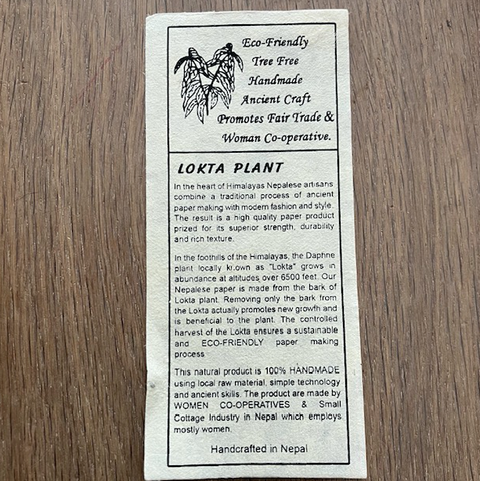 Eco-Friendly
Tree Free
Handmade
Ancient Craft
Promotes Fair Trade &
Woman Co-operative.
LOKTA PLANT
In the heart of Himalayas Nepalese artisans
combine a traditional process of ancient
paper making with modern fashion and style.
The result is a high quality paper product
prized for its superior strength, durability
and rich texture.
In the foothills of the Himalayas, the Daphne
plant locally known as "Lokta" grows in
abundance at altitudes over 6500 feet. Our
Nepalese paper is made from the bark of
Lokta plant. Removing only the bark from
the Lokta actually promotes new growth and
is beneficial to the plant. The controlled
harvest of the Lokta ensures a sustainable
and ECO-FRIENDLY paper making
process
This natural product is 100% HANDMADE
using local raw material, simple technology
and ancient skills. The product are made by
WOMEN CO-OPERATIVES & Small
Cottage Industry in Nepal which employs
mostly women.
Handcrafted in Nepal